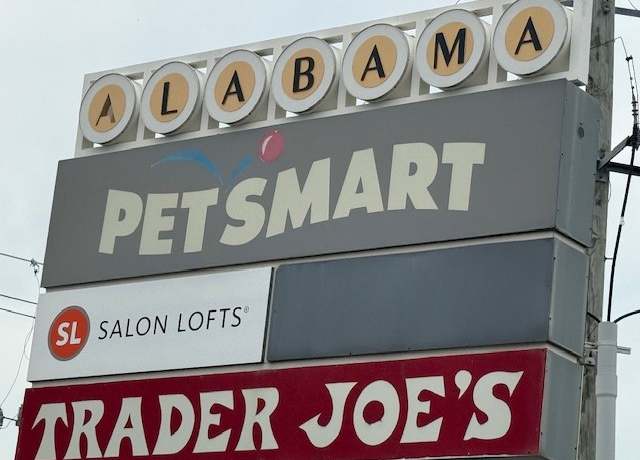 ALABAMA
PETSMART
SL SALON LOFTS®
TRADER JOE'S